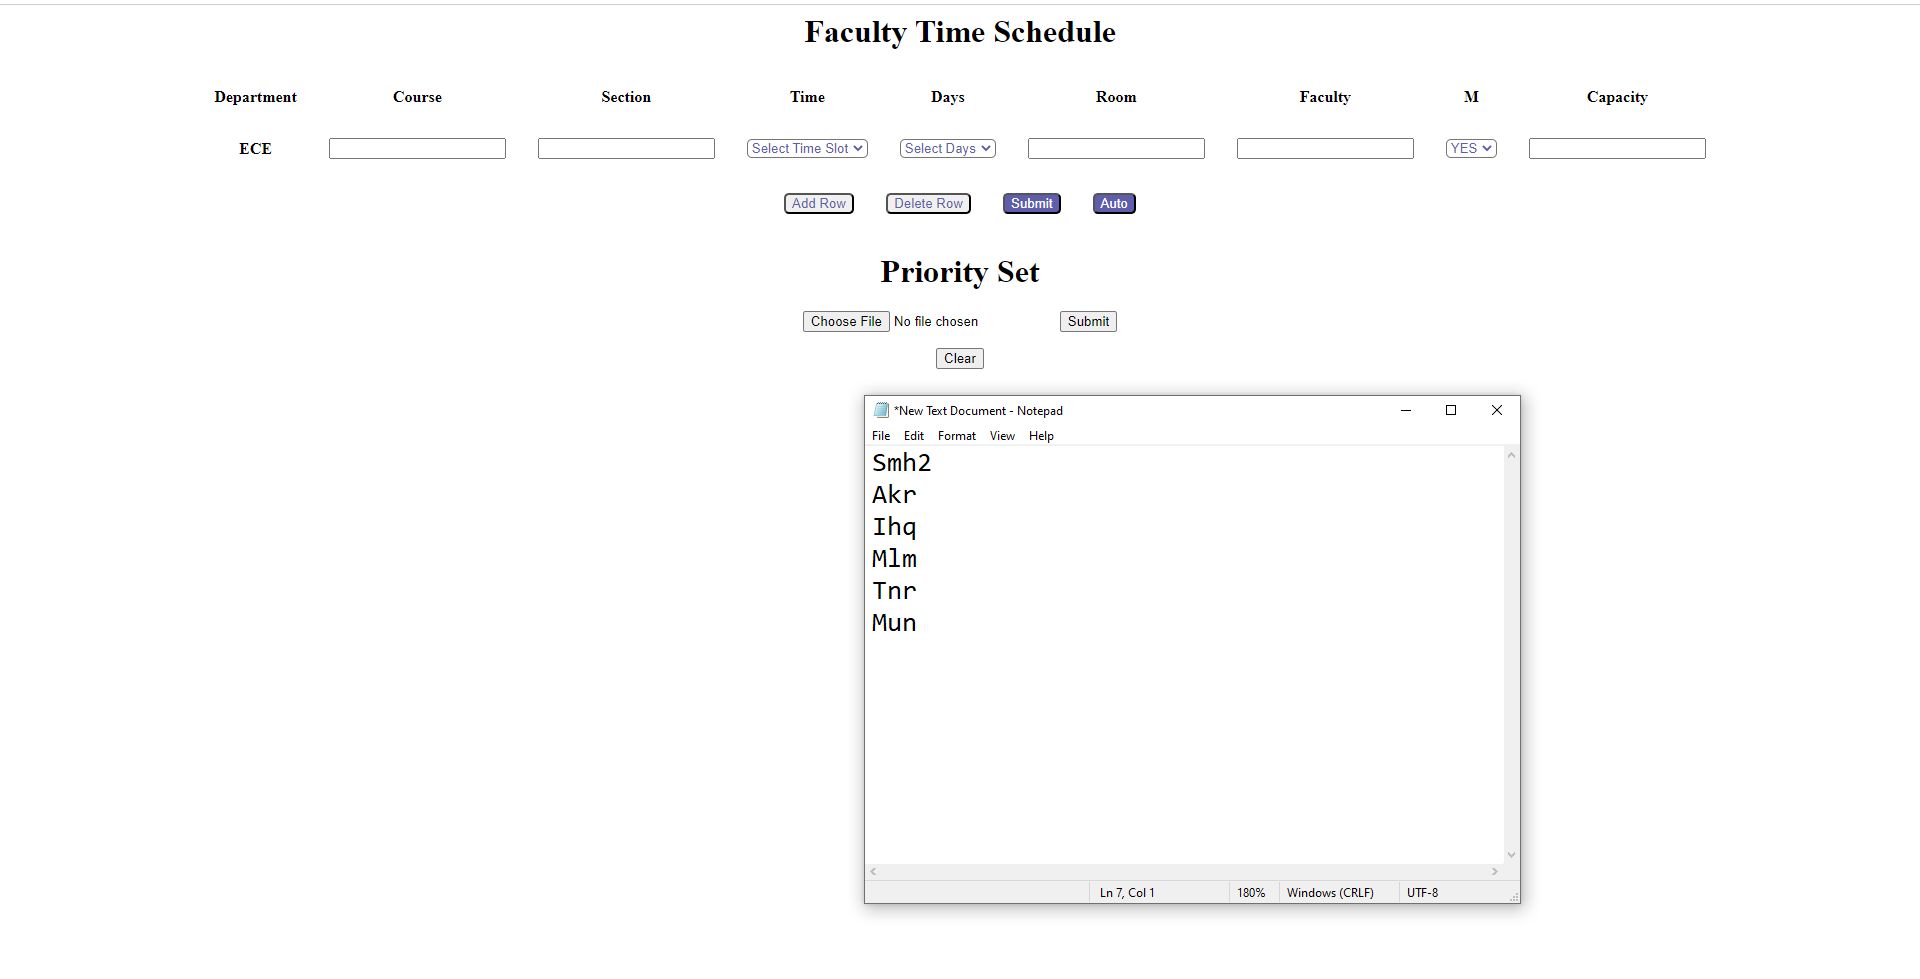 Faculty Time Schedule
Department Course Section Time Days Room Faculty M Capacity
ECE Select Time Slot Select Days YES
Add Row Delete Row Submit Auto
Priority Set
Choose File No file chosen Submit
Clear
*New Text Document - Notepad
File Edit Format View Help
Smh2
Akr
Ihq
Mlm
Tnr
Mun
Ln 7, Col 1 180% Windows (CRLF) UTF-8